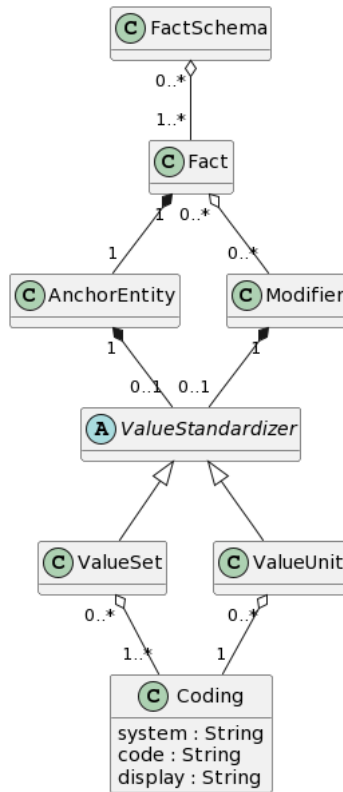 C FactSchema
0..*
1..*
C Fact
1 0..*
1 0..*
C AnchorEntity C Modifier
1 1
0..1 0..1
A ValueStandardizer
C ValueSet C ValueUnit
0..* 0..*
1..* 1
C Coding
system : String
code : String
display : String